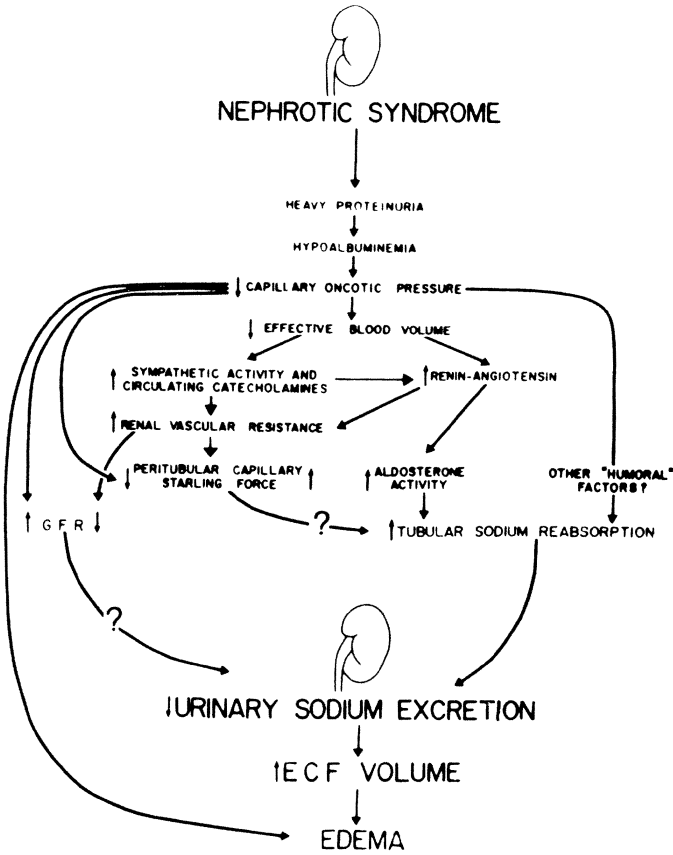 NEPHROTIC SYNDROME
HEAVY PROTEINURIA
HYPOALBUMINEMIA
↓ CAPILLARY ONCOTIC PRESSURE
↓ EFFECTIVE BLOOD VOLUME
↑ SYMPATHETIC ACTIVITY AND
CIRCULATING CATECHOLAMINES
↑ RENIN-ANGIOTENSIN
↑ RENAL VASCULAR RESISTANCE
↓ PERITUBULAR CAPILLARY ↑
STARLING FORCE
↑ ALDOSTERONE
ACTIVITY
OTHER "HUMORAL"
FACTORS?
↑ GFR ↓
?
↑ TUBULAR SODIUM REABSORPTION
?
↓ URINARY SODIUM EXCRETION
↑ ECF VOLUME
EDEMA